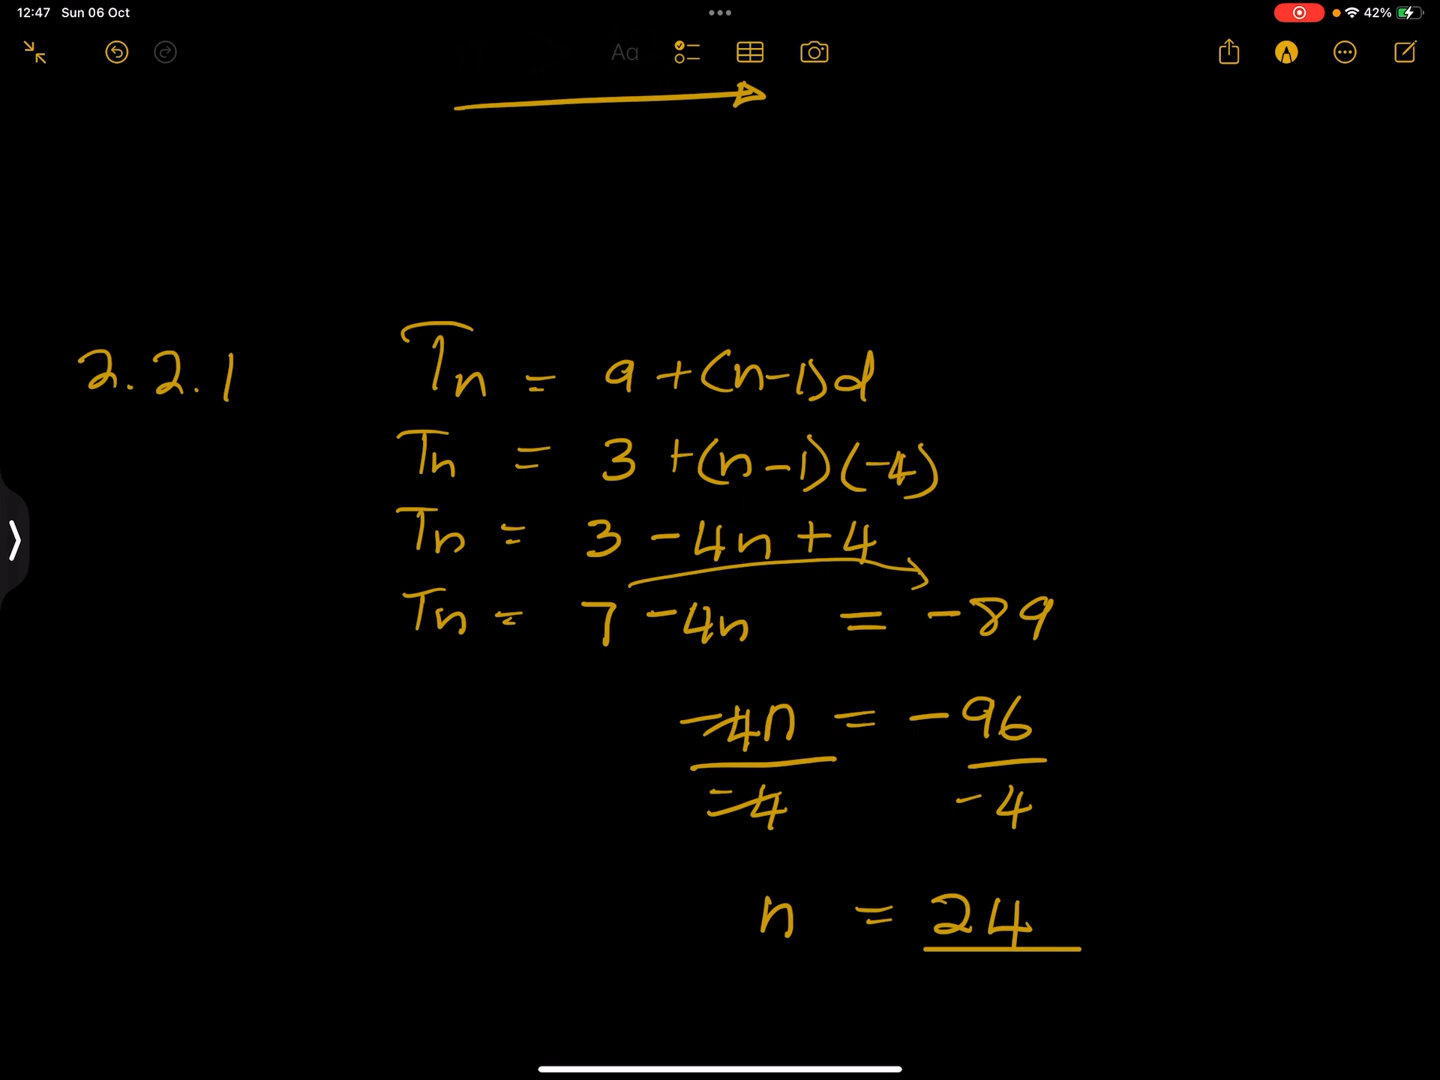 12:47 Sun 06 Oct 42%
Aa
2.2.1 Tn = a + (n-1)d
Tn = 3 + (n-1)(-4)
Tn = 3 - 4n + 4
Tn = 7 - 4n = -89
-4n = -96
-4 -4
n = 24